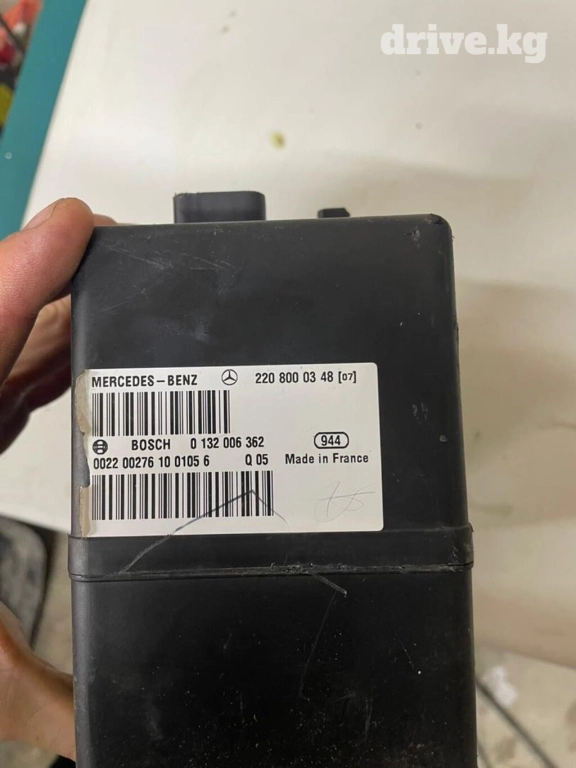 drive.kg
MERCEDES-BENZ 220 800 03 48 [07]
BOSCH 0 132 006 362 944
0022 00276 10 0105 6 Q 05 Made in France